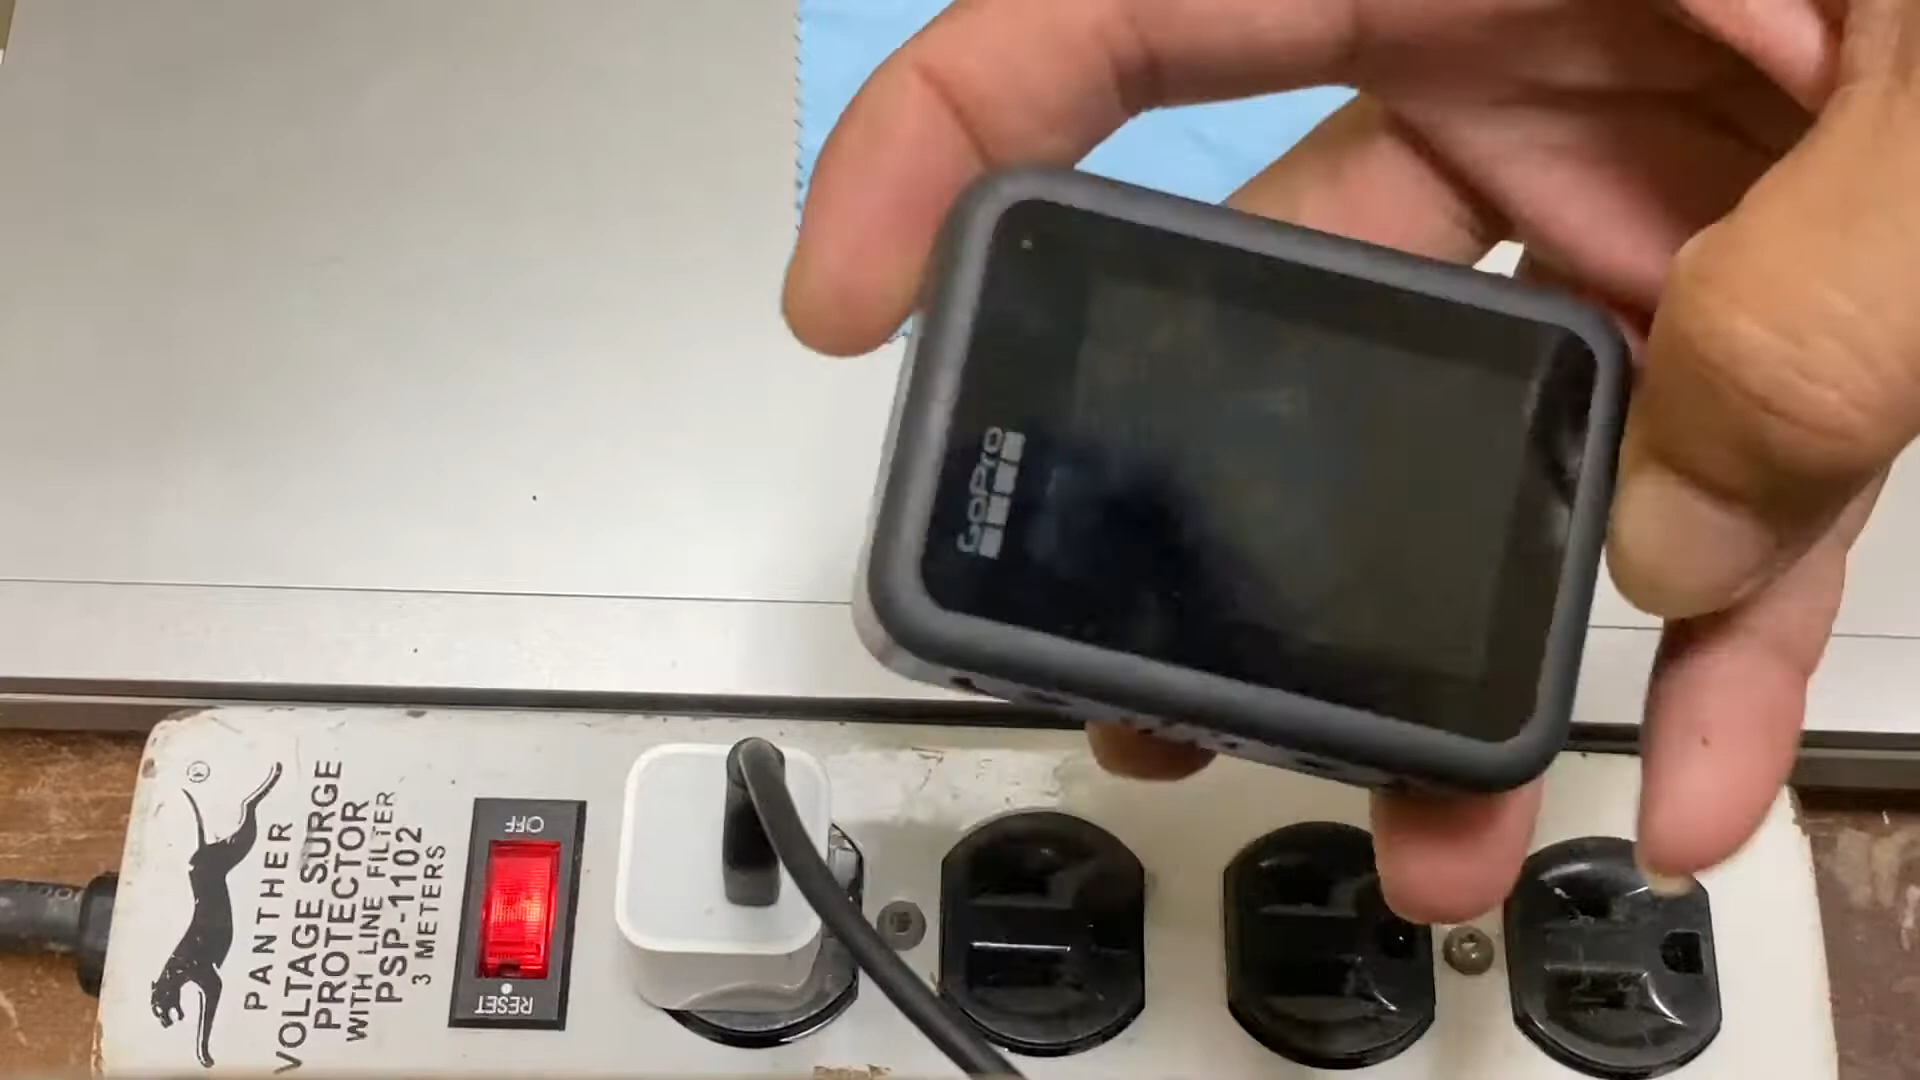 GoPro
PANTHER
VOLTAGE SURGE
PROTECTOR
WITH LINE FILTER
PSP-1102
3 METERS
OFF
RESET